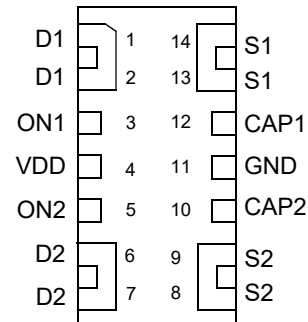 D1 1 14 S1
D1 2 13 S1
ON1 3 12 CAP1
VDD 4 11 GND
ON2 5 10 CAP2
D2 6 9 S2
D2 7 8 S2